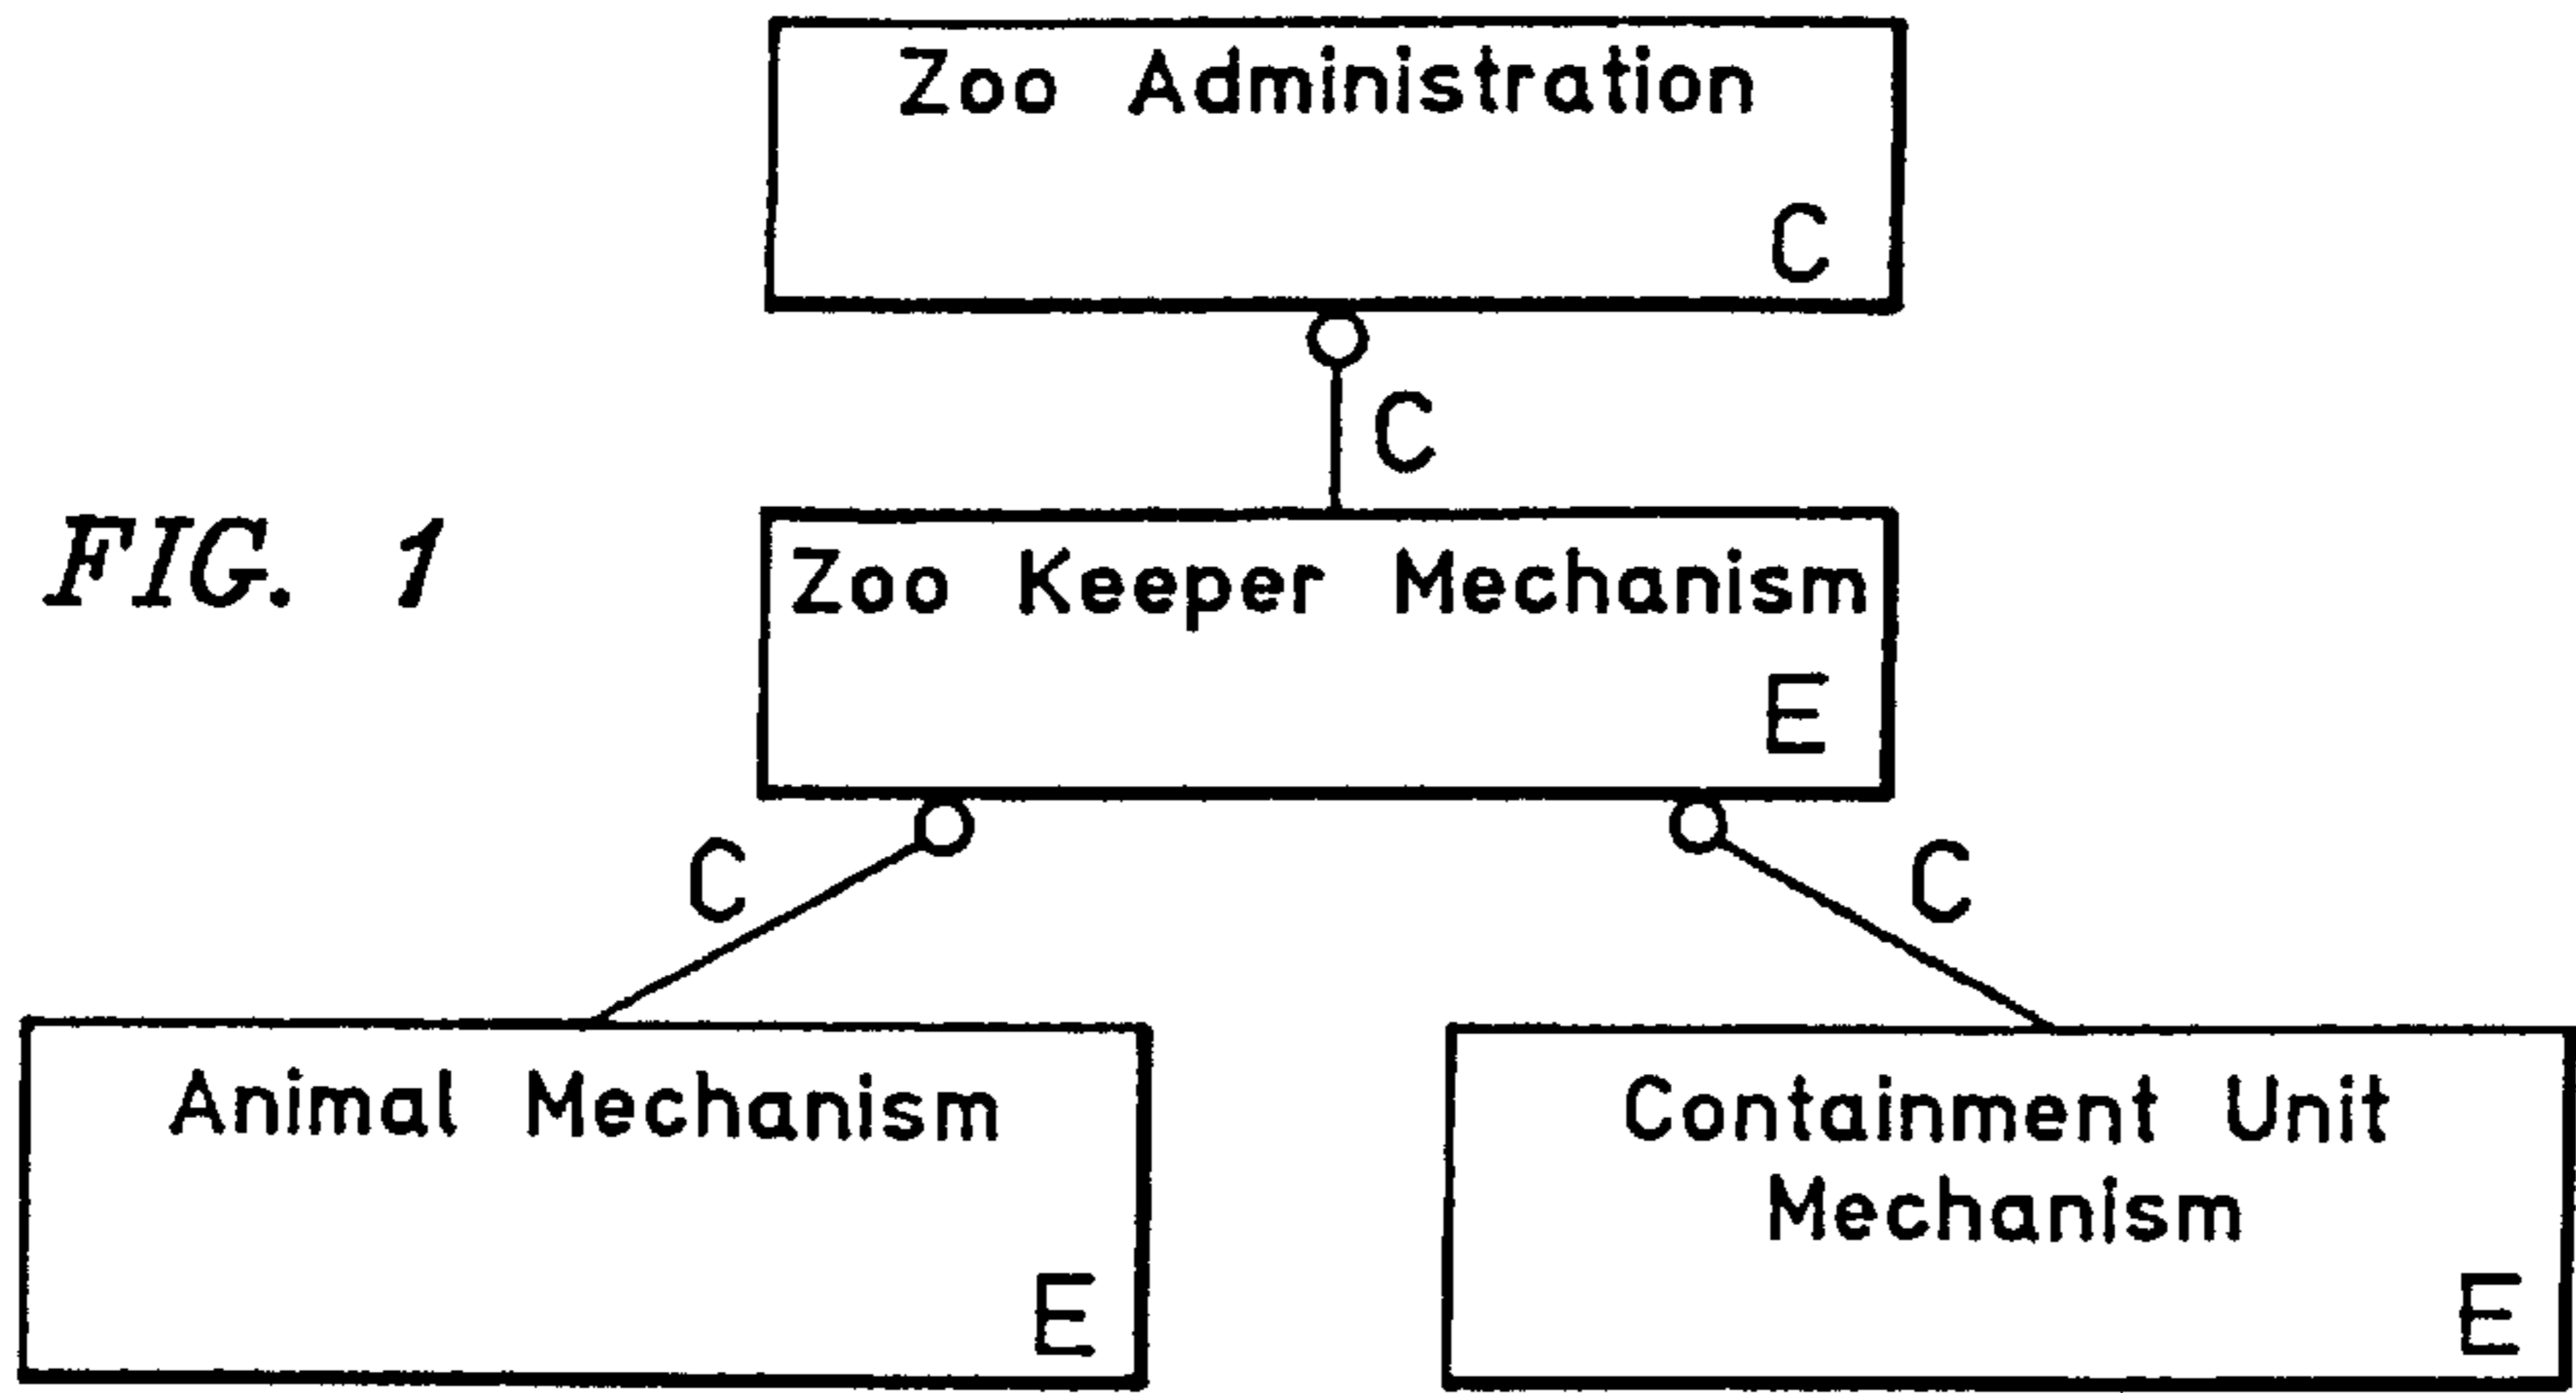 Zoo Administration
C
C
FIG. 1
Zoo Keeper Mechanism
E
C
C
Animal Mechanism
E
Containment Unit
Mechanism
E